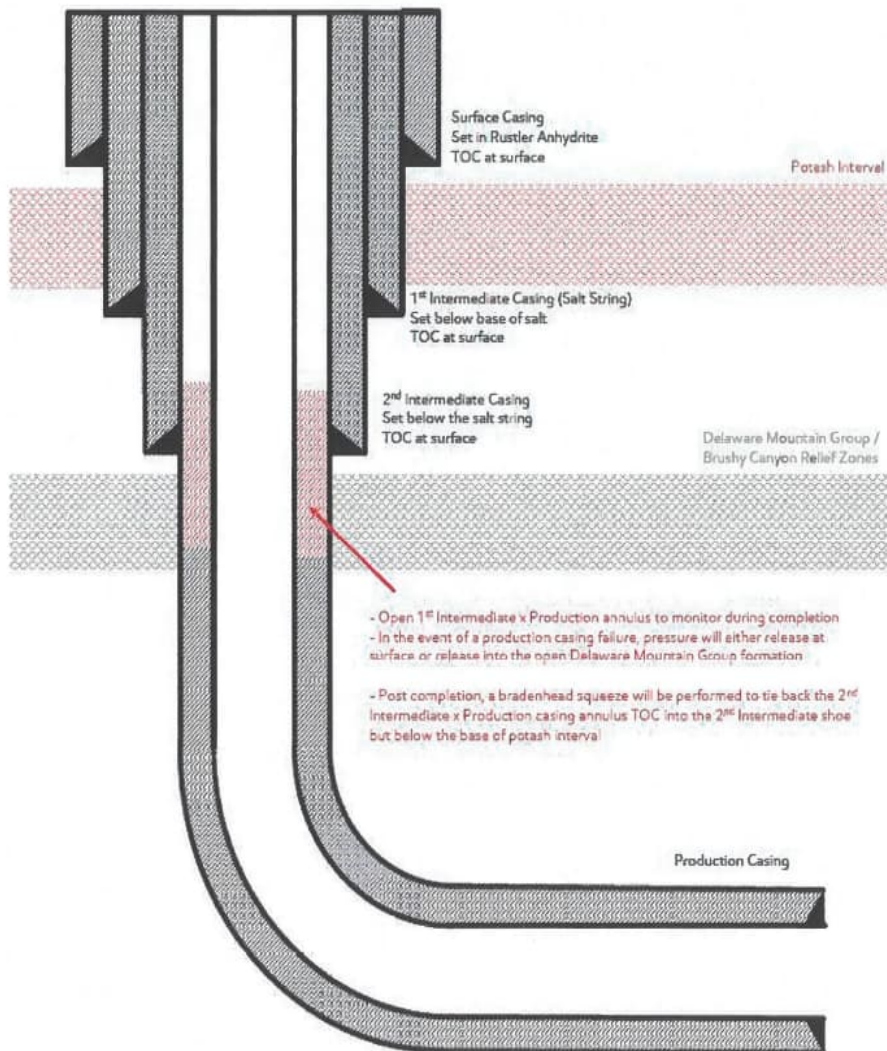 Surface Casing
Set in Rustler Anhydrite
TOC at surface
Potash Interval
1st Intermediate Casing (Salt String)
Set below base of salt
TOC at surface
2nd Intermediate Casing
Set below the salt string
TOC at surface
Delaware Mountain Group /
Brushy Canyon Relief Zones
- Open 1st Intermediate x Production annulus to monitor during completion
- In the event of a production casing failure, pressure will either release at
surface or release into the open Delaware Mountain Group formation
- Post completion, a bradenhead squeeze will be performed to tie back the 2nd
Intermediate x Production casing annulus TOC into the 2nd Intermediate shoe
but below the base of potash interval
Production Casing